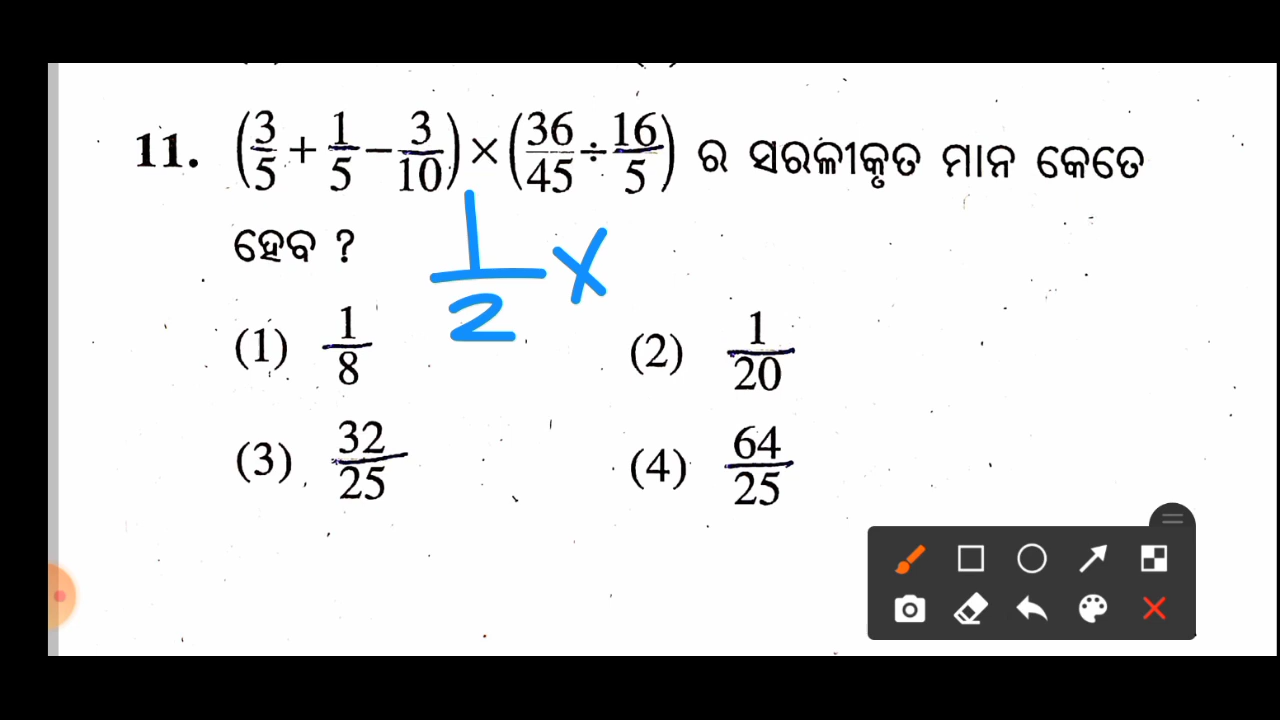 11. (3/5 + 1/5 − 3/10) × (36/45 ÷ 16/5) ର ସରଳୀକୃତ ମାନ କେତେ
ହେବ ?
1/2 ×
(1) 1/8 (2) 1/20
(3) 32/25 (4) 64/25